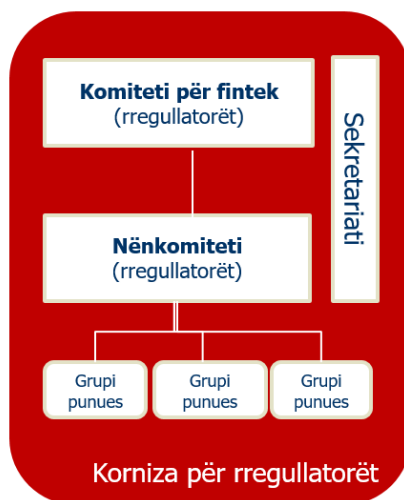 Komiteti për fintek
(rregullatorët)
Sekretariati
Nënkomiteti
(rregullatorët)
Grupi
punues
Grupi
punues
Grupi
punues
Korniza për rregullatorët